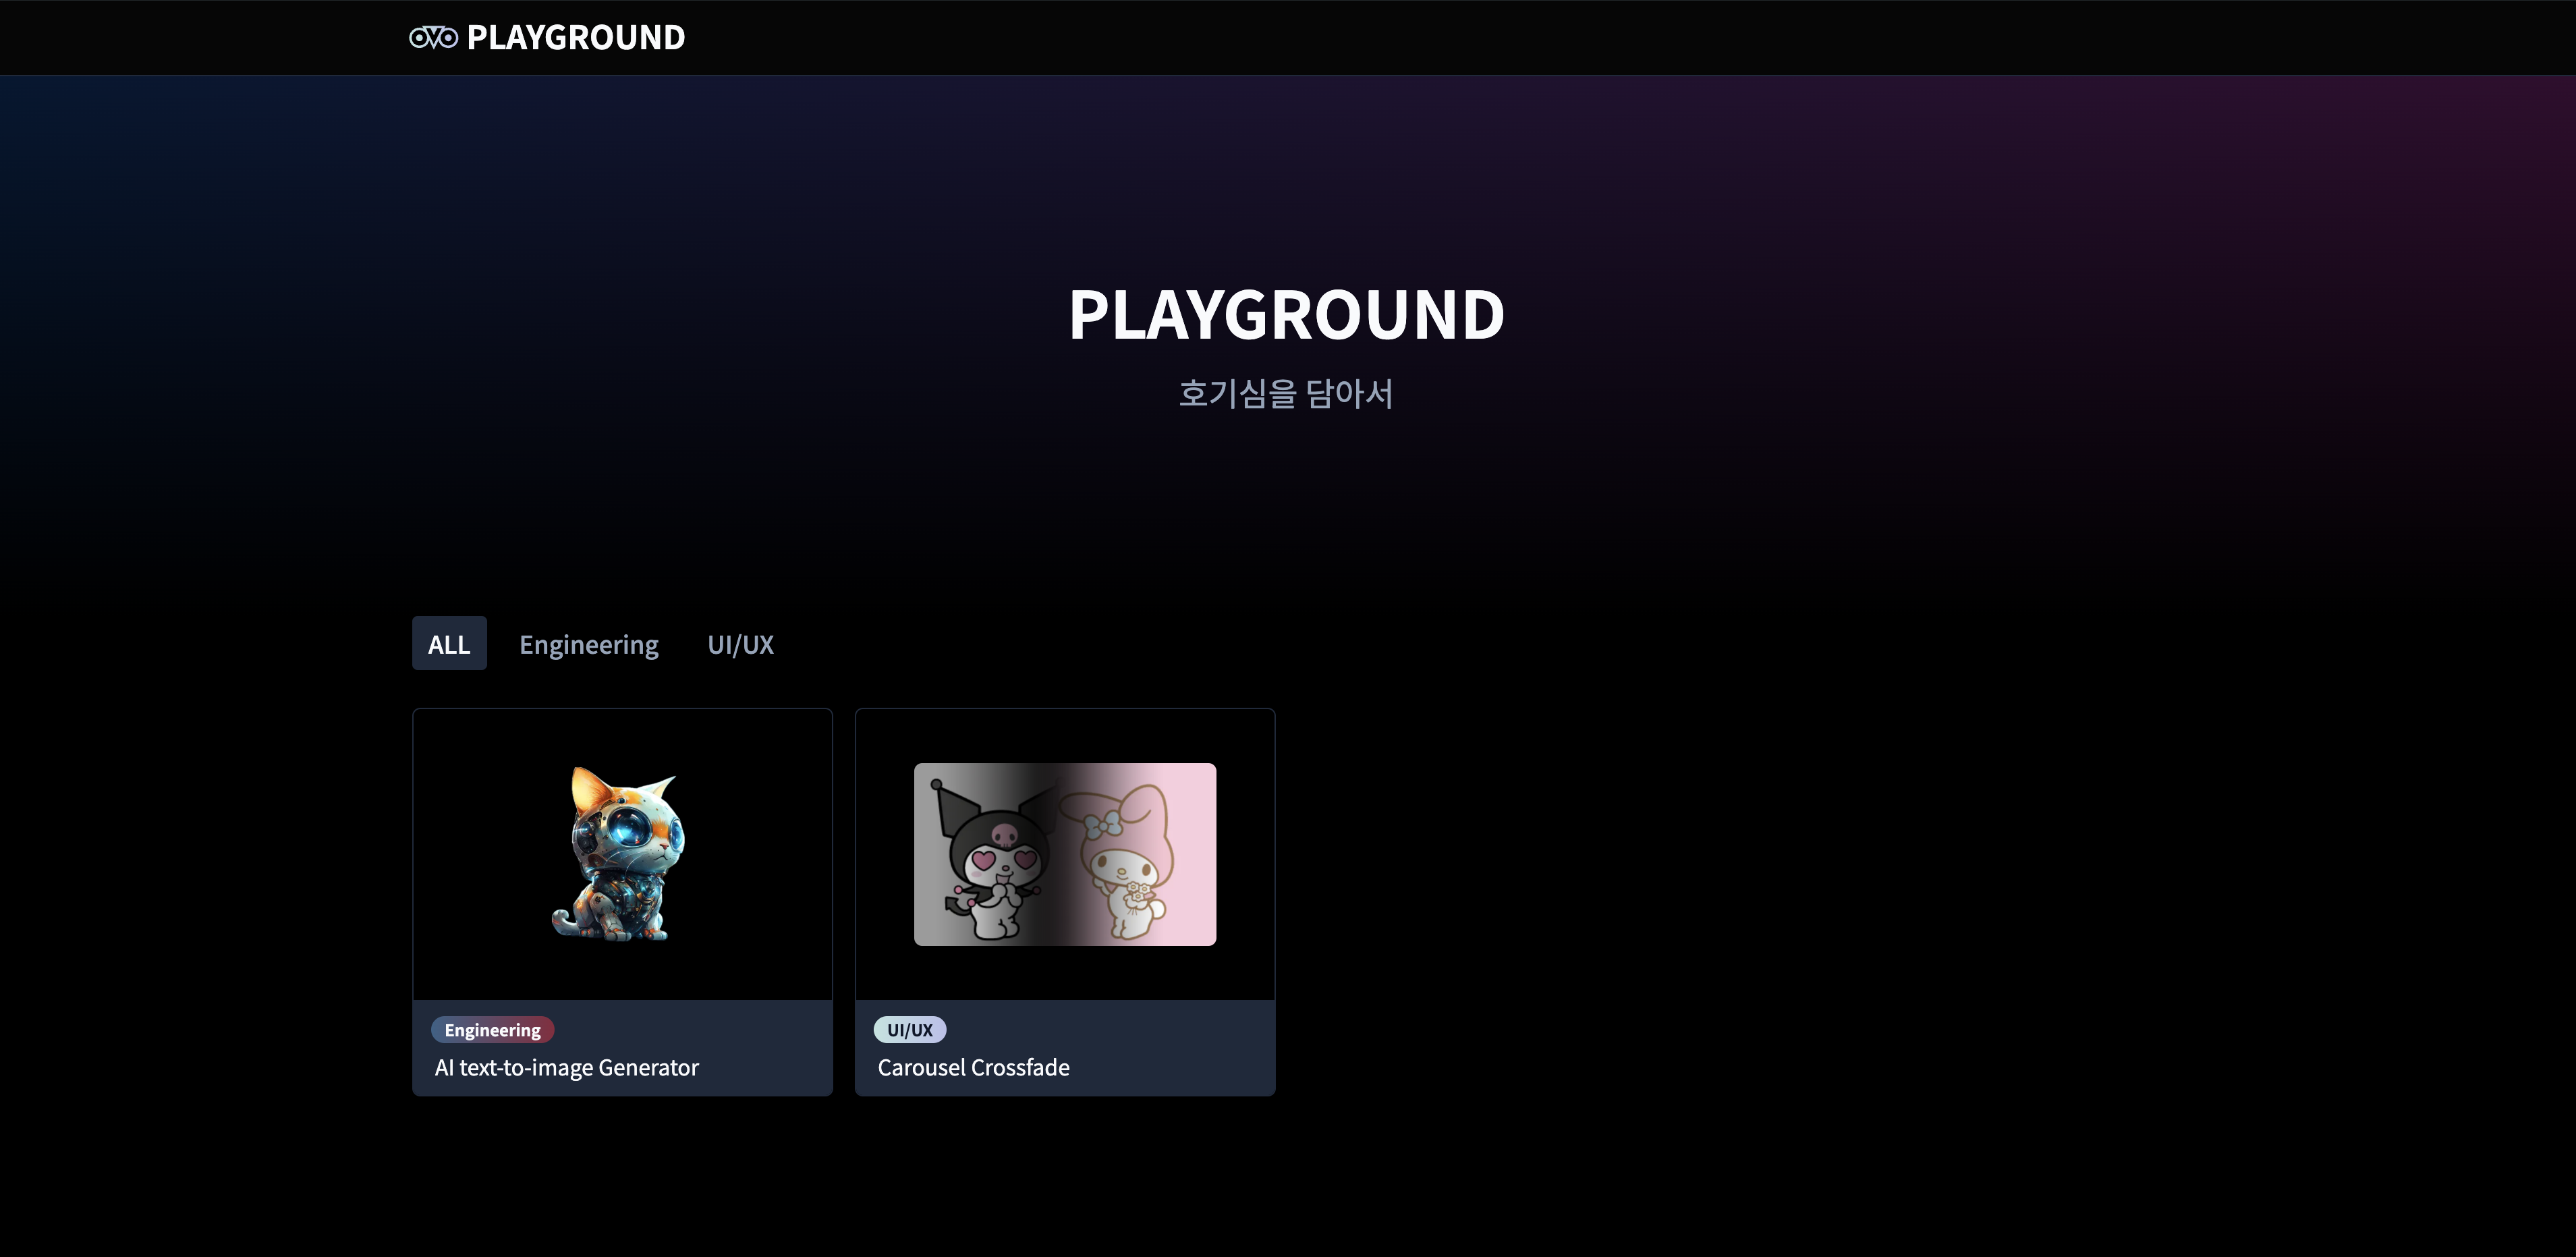 PLAYGROUND
PLAYGROUND
호기심을 담아서
ALL Engineering UI/UX
Engineering
AI text-to-image Generator
UI/UX
Carousel Crossfade